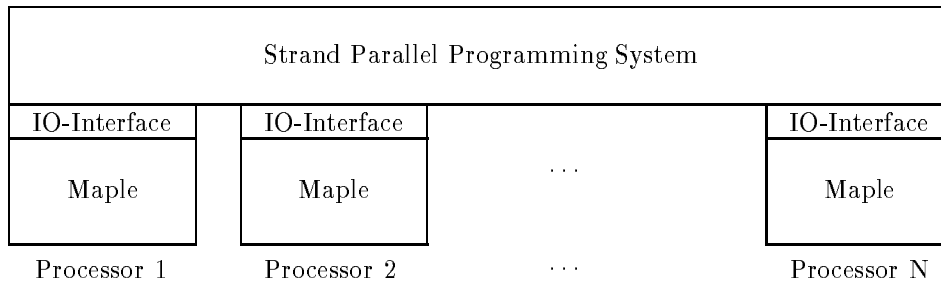 Strand Parallel Programming System
IO-Interface IO-Interface IO-Interface
Maple Maple · · · Maple
Processor 1 Processor 2 · · · Processor N